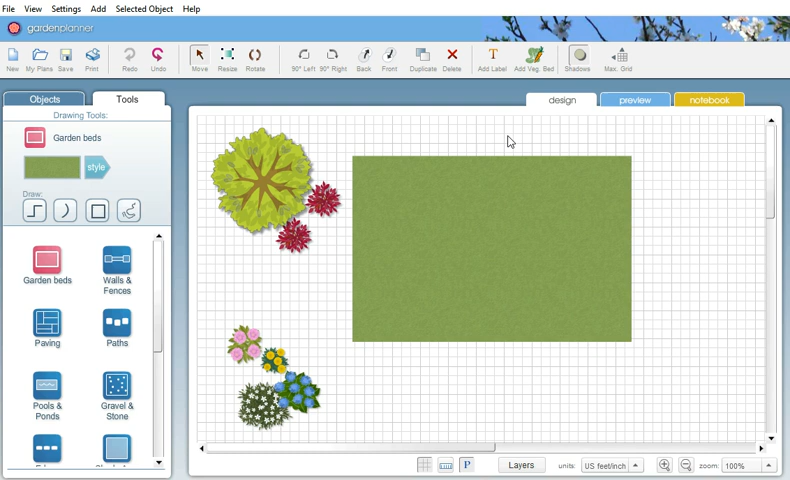 File View Settings Add Selected Object Help
gardenplanner
New My Plans Save Print Redo Undo Move Resize Rotate 90° Left 90° Right Back Front Duplicate Delete Add Label Add Veg. Bed Shadows Max. Grid
Objects Tools
design preview notebook
Drawing Tools:
Garden beds
style
Draw:
Garden beds
Walls &
Fences
Paving
Paths
Pools &
Ponds
Gravel &
Stone
P Layers units: US feet/inch zoom: 100%